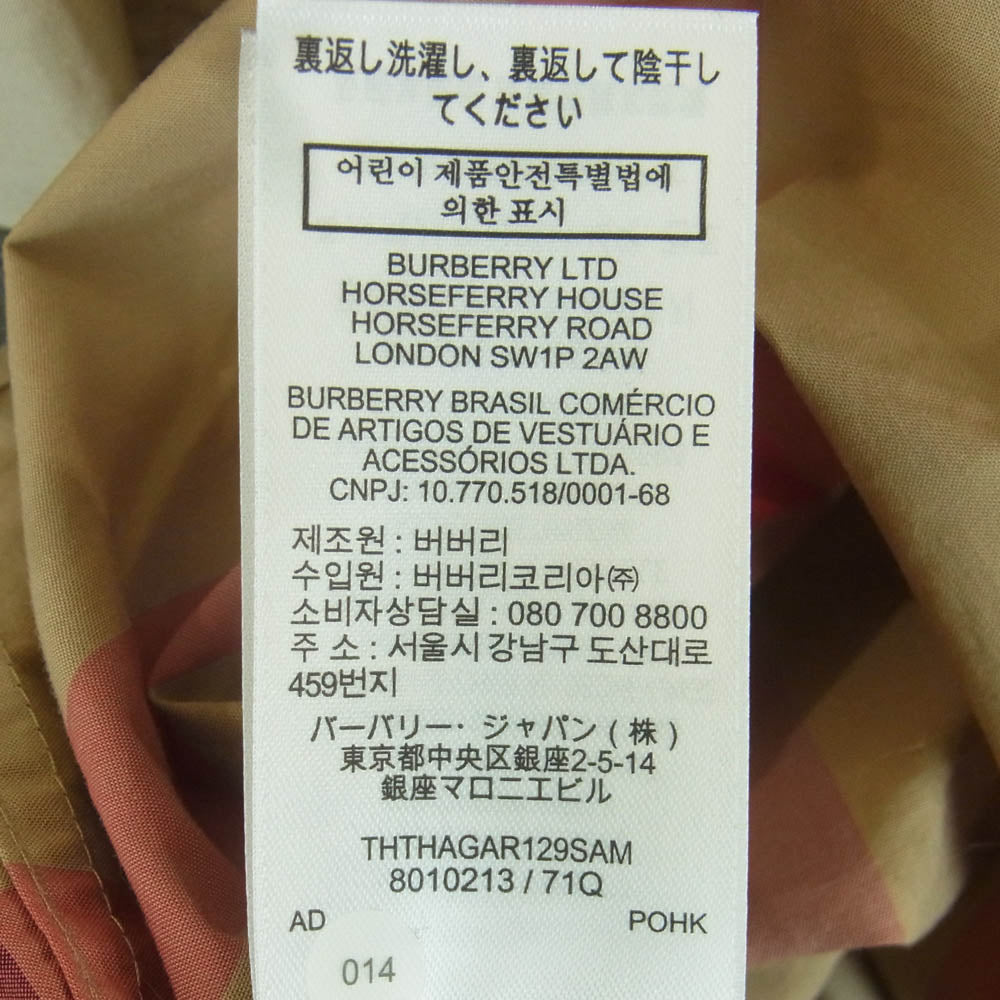 裏返し洗濯し、裏返して陰干し
てください
어린이 제품안전특별법에
의한 표시
BURBERRY LTD
HORSEFERRY HOUSE
HORSEFERRY ROAD
LONDON SW1P 2AW
BURBERRY BRASIL COMÉRCIO
DE ARTIGOS DE VESTUÁRIO E
ACESSÓRIOS LTDA.
CNPJ: 10.770.518/0001-68
제조원 : 버버리
수입원 : 버버리코리아㈜
소비자상담실 : 080 700 8800
주 소 : 서울시 강남구 도산대로
459번지
バーバリー・ジャパン ( 株 )
東京都中央区銀座2-5-14
銀座マロニエビル
THTHAGAR129SAM
8010213 / 71Q
AD POHK
014